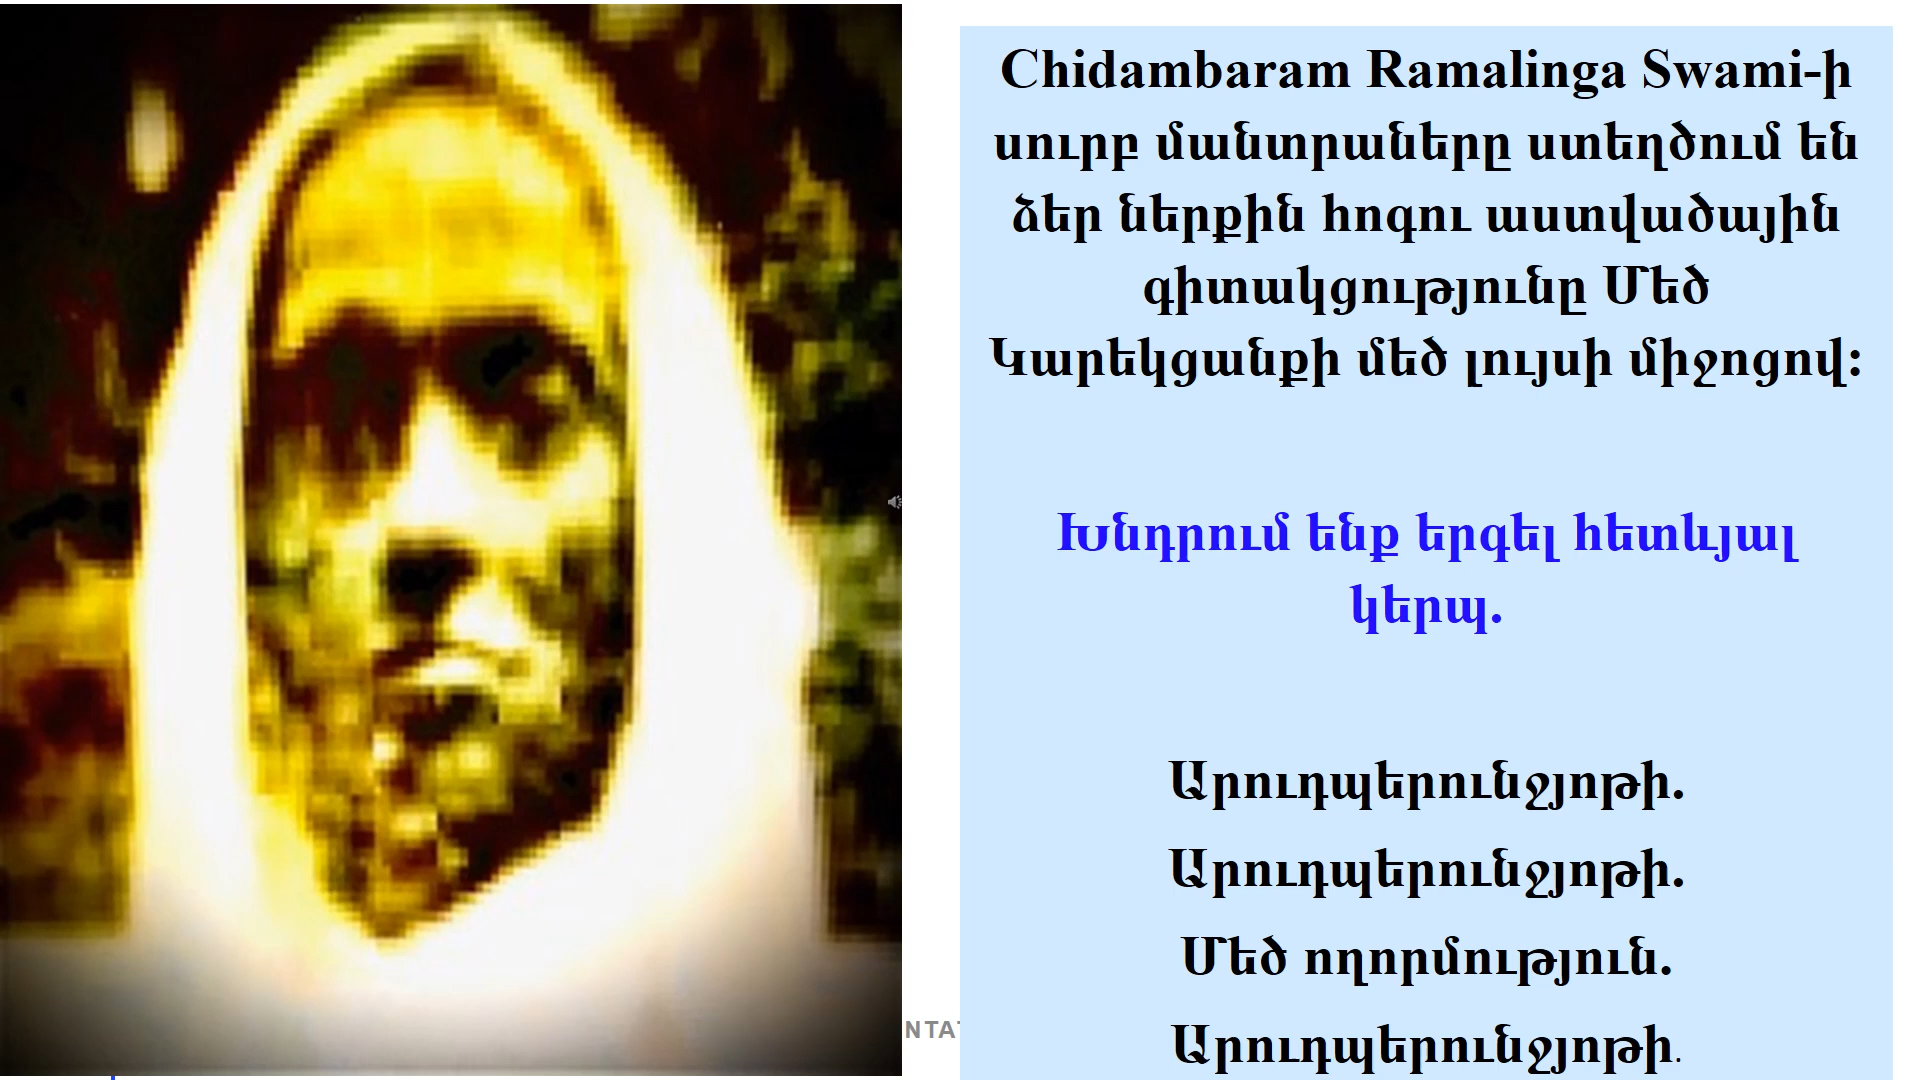 Chidambaram Ramalinga Swami-ի
սուրբ մանտրաները ստեղծում են
ձեր ներքին հոգու աստվածային
գիտակցությունը Մեծ
Կարեկցանքի մեծ լույսի միջոցով:
Խնդրում ենք երգել հետևյալ
կերպ.
Արուդպերունջյոթի.
Արուդպերունջյոթի.
Մեծ ողորմություն.
Արուդպերունջյոթի.